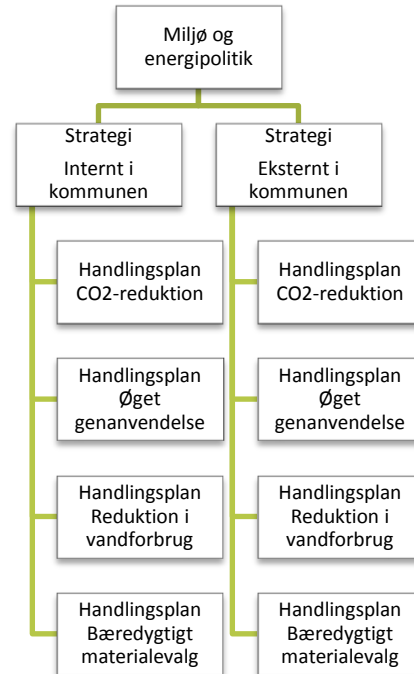 Miljø og
energipolitik
Strategi
Internt i
kommunen
Handlingsplan
CO2-reduktion
Handlingsplan
Øget
genanvendelse
Handlingsplan
Reduktion i
vandforbrug
Handlingsplan
Bæredygtigt
materialevalg
Strategi
Eksternt i
kommunen
Handlingsplan
CO2-reduktion
Handlingsplan
Øget
genanvendelse
Handlingsplan
Reduktion i
vandforbrug
Handlingsplan
Bæredygtigt
materialevalg